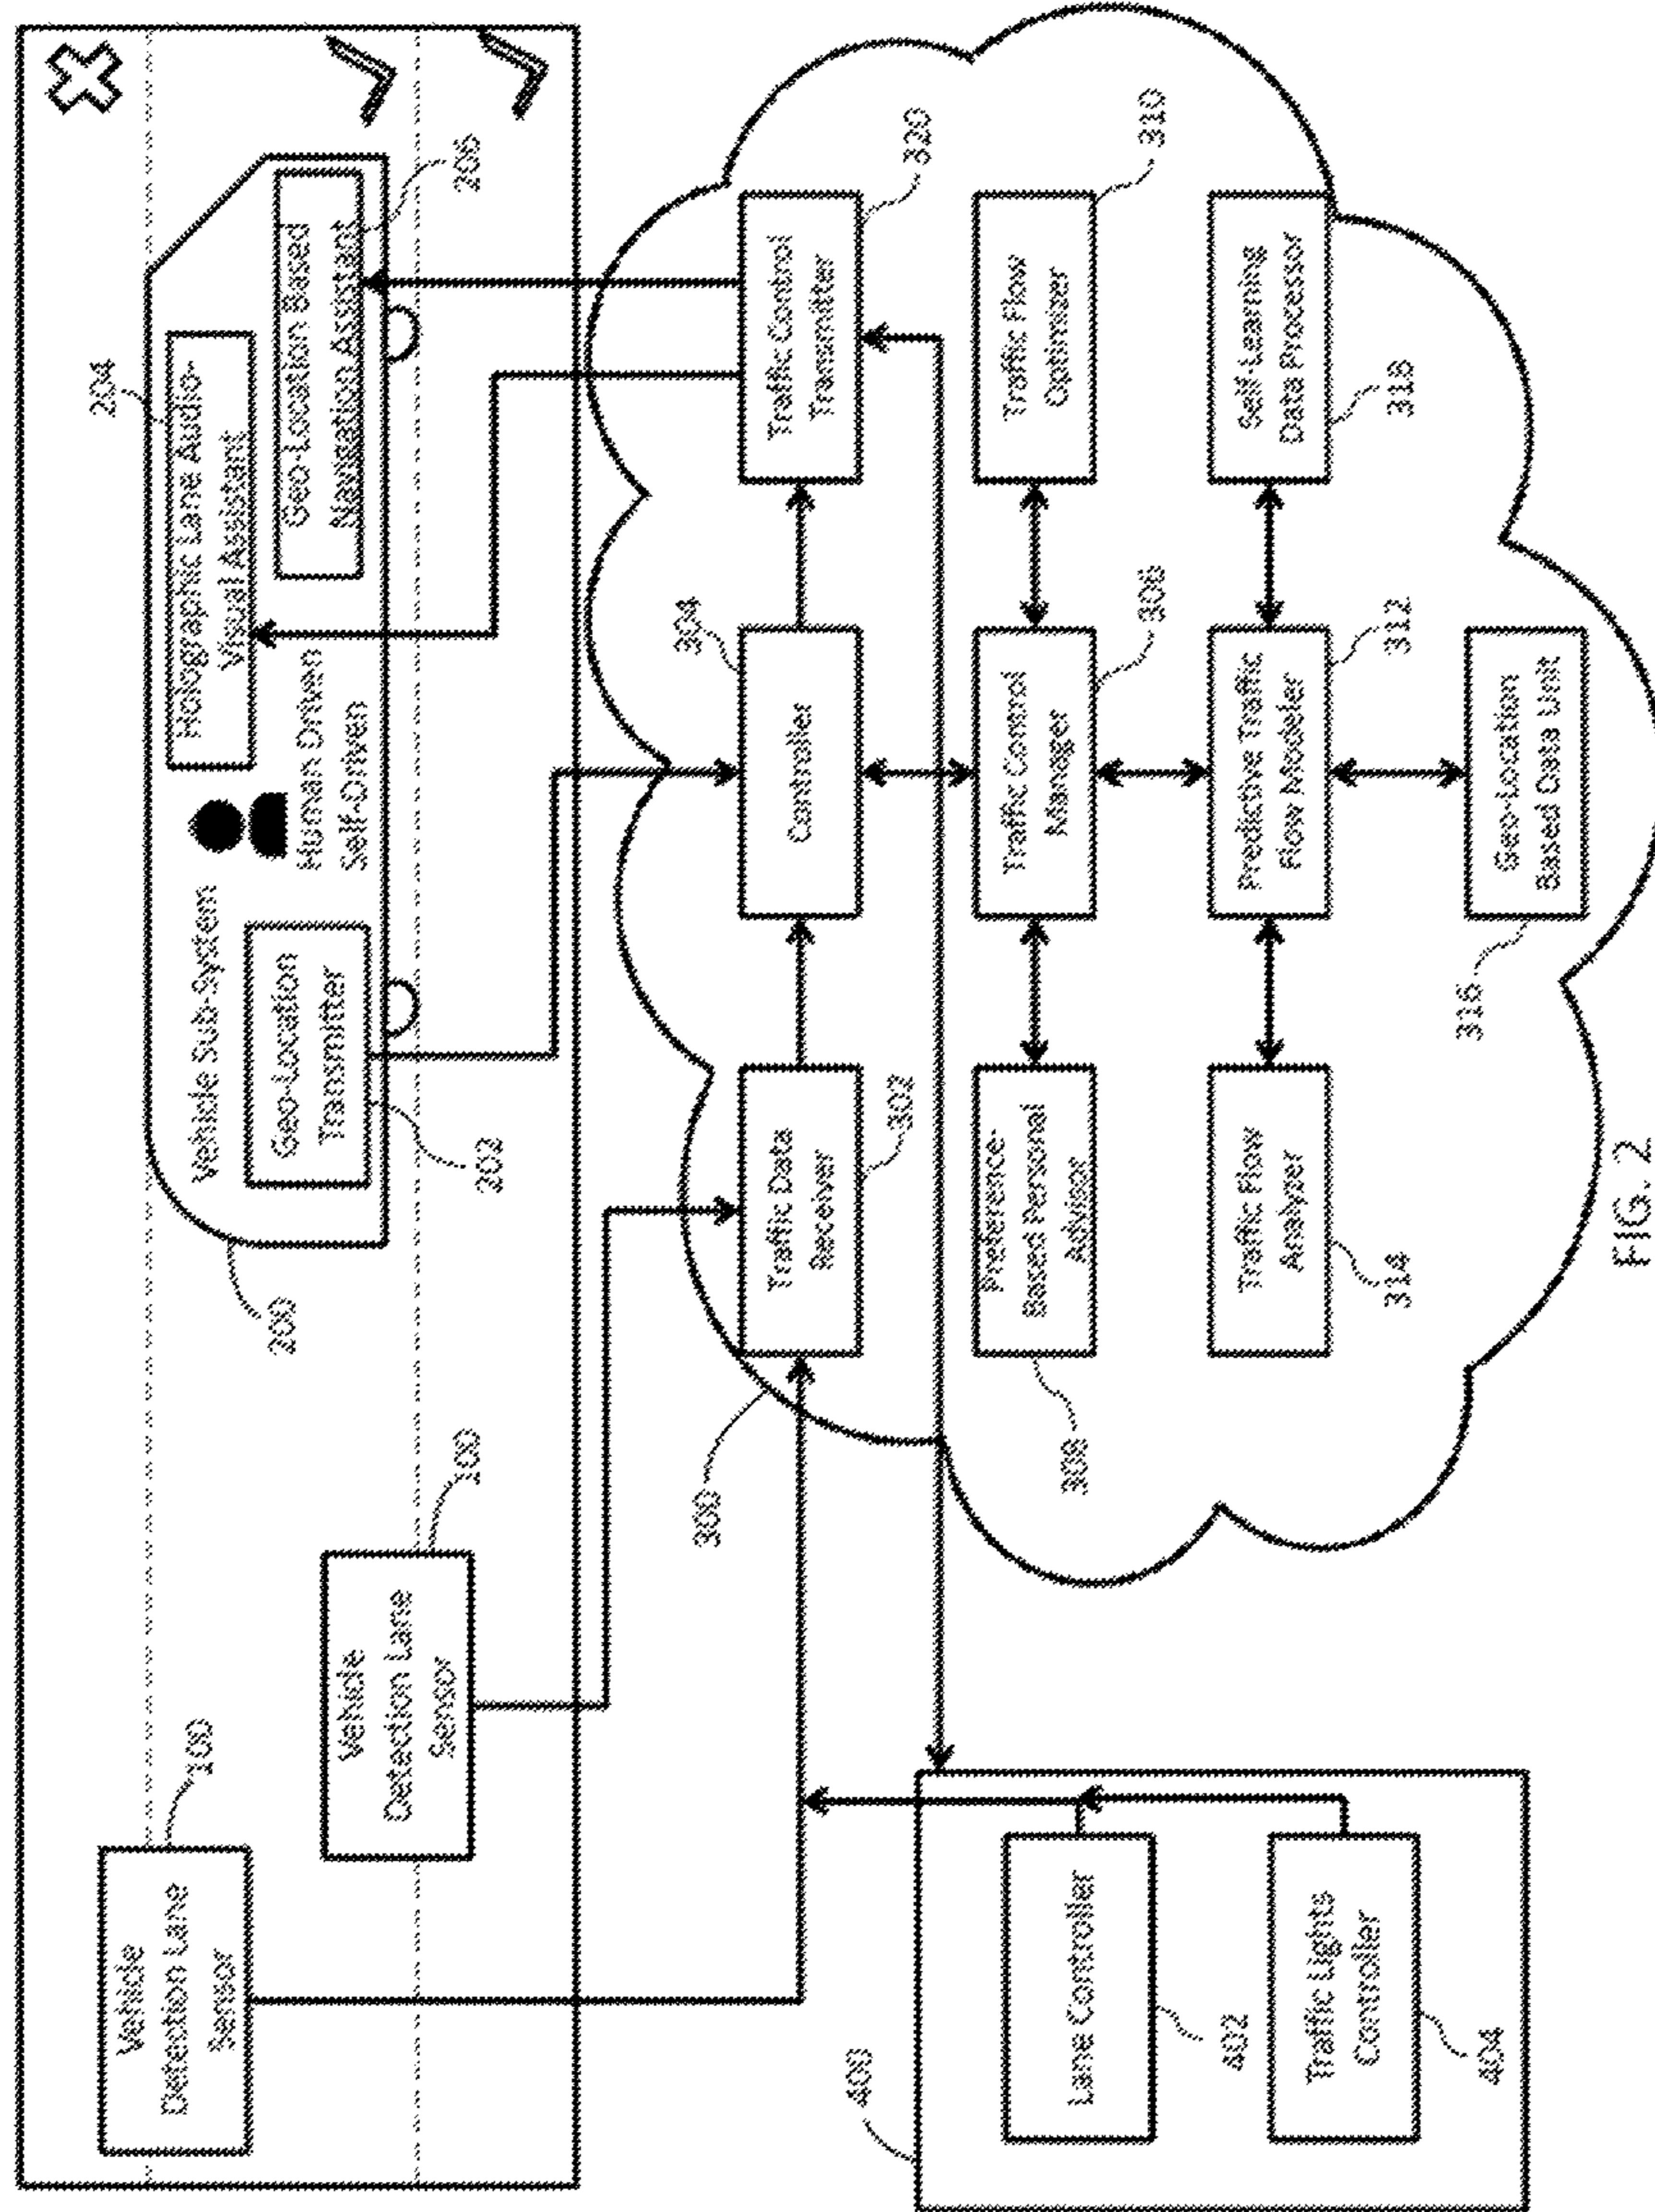 Vehicle
Detection Lane
Sensor
100
Vehicle
Detection Lane
Sensor
100
200
Vehicle Sub-System
Geo-Location
Transmitter
202
Human Driven
Self-Driven
204
Holographic Lane Audio-
Visual Assistant
Geo-Location Based
Navigation Assistant
206
300
Traffic Data
Receiver
302
304
Controller
Traffic Control
Transmitter
320
Preference-
Based Personal
Advisor
308
Traffic Control
Manager
306
Traffic Flow
Optimizer
310
Traffic Flow
Analyzer
314
Predictive Traffic
Flow Modeler
312
Self-Learning
Data Processor
318
Geo-Location
Based Data Unit
316
400
Lane Controller
402
Traffic Lights
Controller
404
FIG. 2